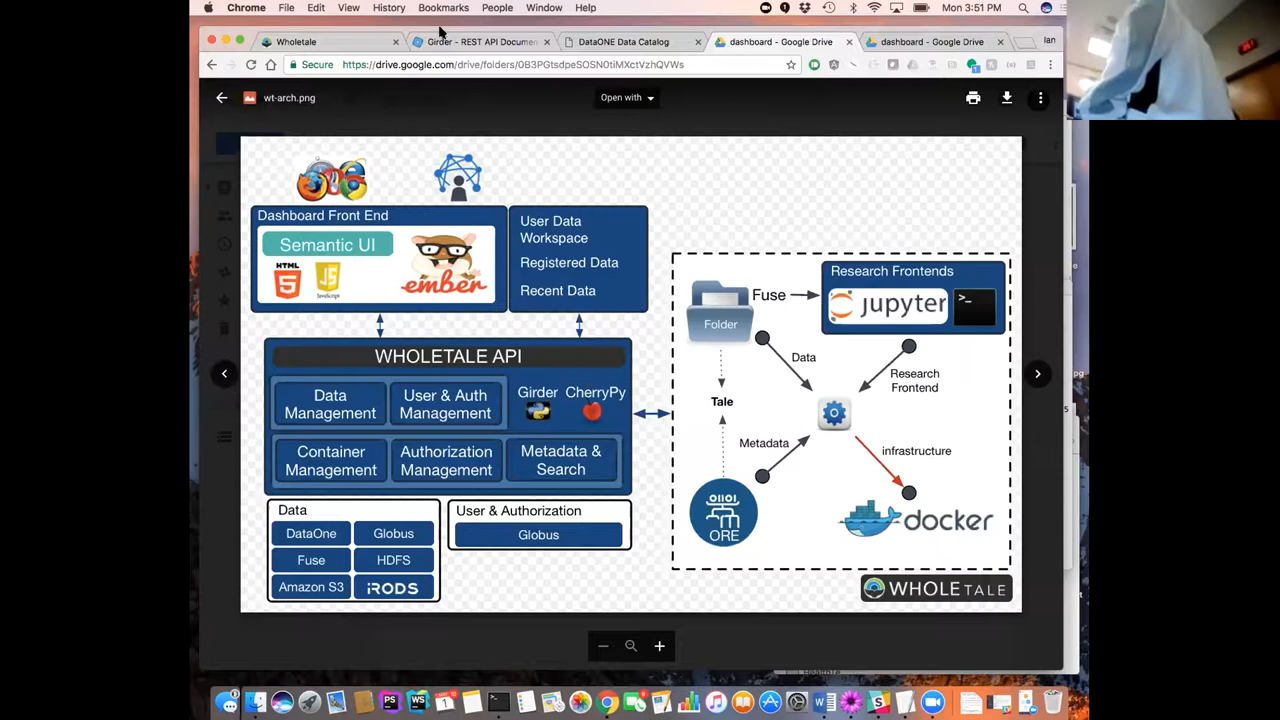 Chrome File Edit View History Bookmarks People Window Help Mon 3:51 PM
Wholetale Girder - REST API Documen DataONE Data Catalog dashboard - Google Drive dashboard - Google Drive Ian
Secure https://drive.google.com/drive/folders/0B3PGtsdpeSOSN0tiMXctVzhQVWs
wt-arch.png Open with
Dashboard Front End
Semantic UI
HTML
JS
JavaScript
ember
User Data
Workspace
Registered Data
Recent Data
WHOLETALE API
Data
Management
User & Auth
Management
Girder CherryPy
Container
Management
Authorization
Management
Metadata &
Search
Data
DataOne Globus
Fuse HDFS
Amazon S3 iRODS
User & Authorization
Globus
Folder
Fuse
Research Frontends
jupyter
>_
Data
Research
Frontend
Tale
Metadata
infrastructure
ORE
docker
WHOLETALE